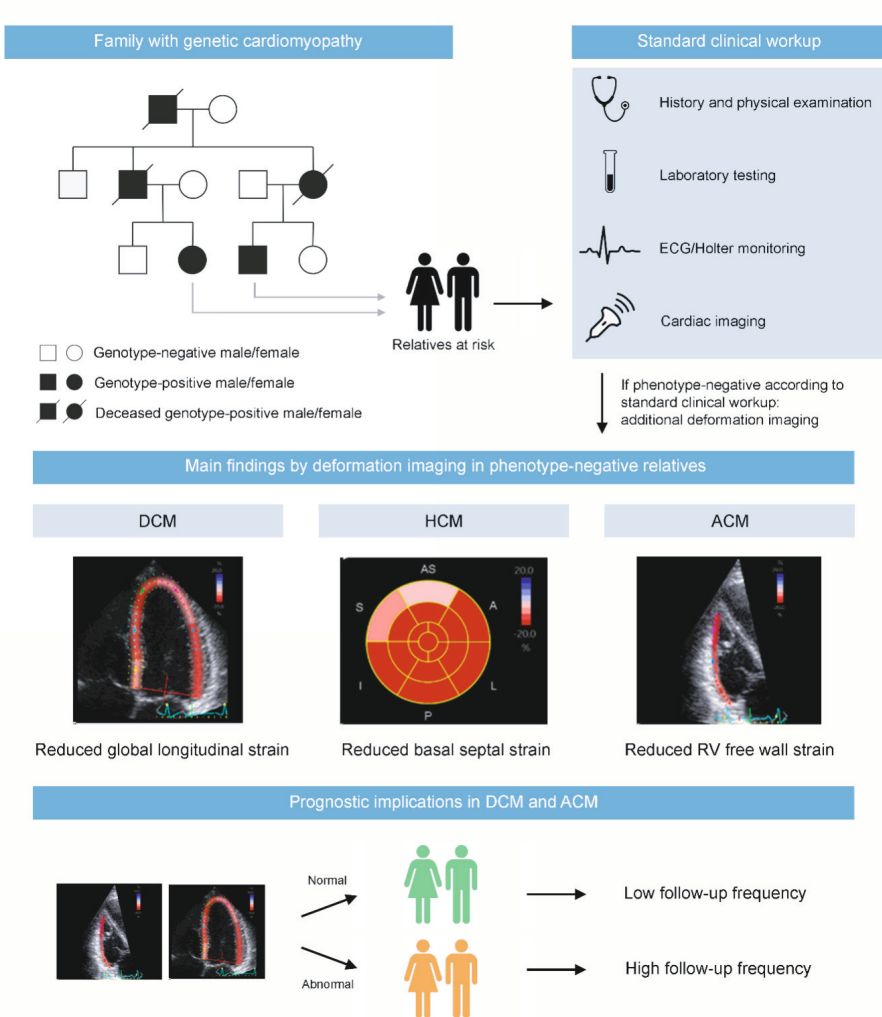 Family with genetic cardiomyopathy
Standard clinical workup
History and physical examination
Laboratory testing
ECG/Holter monitoring
Cardiac imaging
Relatives at risk
Genotype-negative male/female
Genotype-positive male/female
Deceased genotype-positive male/female
If phenotype-negative according to
standard clinical workup:
additional deformation imaging
Main findings by deformation imaging in phenotype-negative relatives
DCM
HCM
ACM
AS
S
A
I
L
P
20.0
-20.0
%
Reduced global longitudinal strain
Reduced basal septal strain
Reduced RV free wall strain
Prognostic implications in DCM and ACM
Normal
Abnormal
Low follow-up frequency
High follow-up frequency